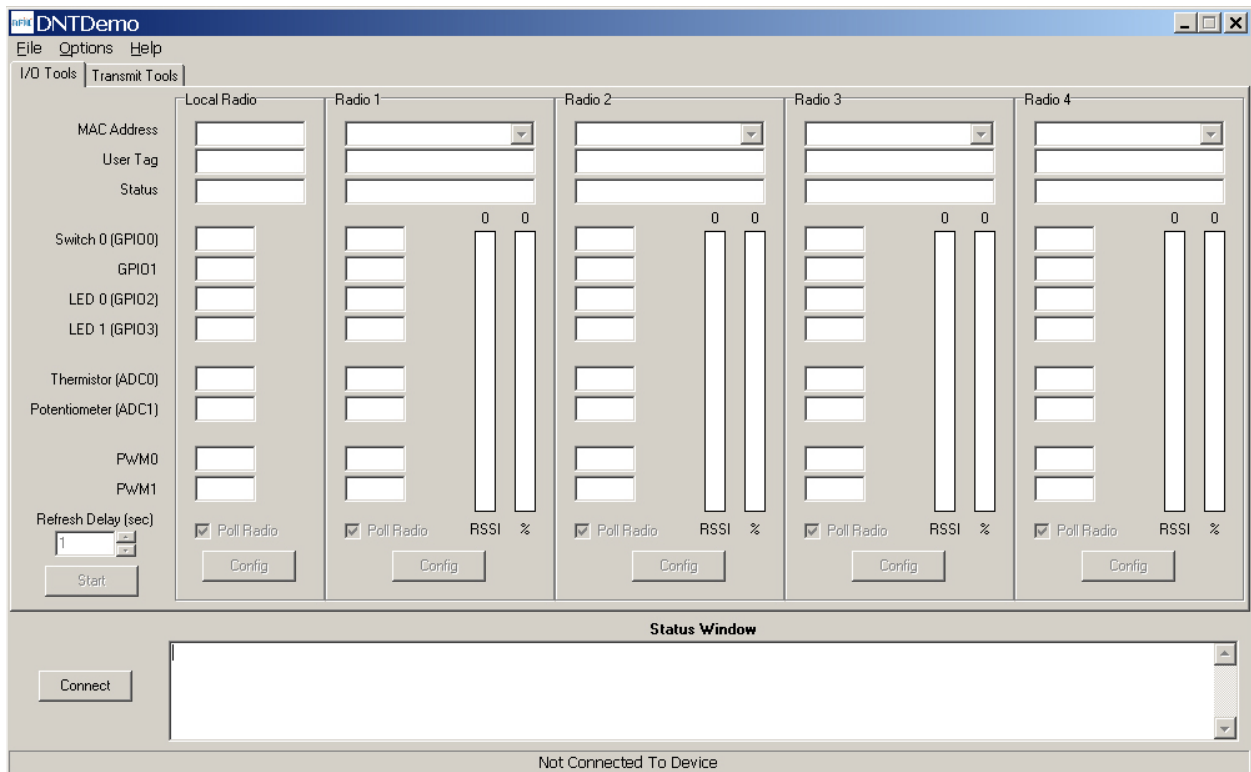 RFM DNTDemo
File Options Help
I/O Tools Transmit Tools
Local Radio Radio 1 Radio 2 Radio 3 Radio 4
MAC Address
User Tag
Status
0 0 0 0 0 0 0 0
Switch 0 (GPIO0)
GPIO1
LED 0 (GPIO2)
LED 1 (GPIO3)
Thermistor (ADC0)
Potentiometer (ADC1)
PWM0
PWM1
Refresh Delay (sec)
1
Poll Radio Poll Radio RSSI % Poll Radio RSSI % Poll Radio RSSI % Poll Radio RSSI %
Start Config Config Config Config Config
Status Window
Connect
Not Connected To Device